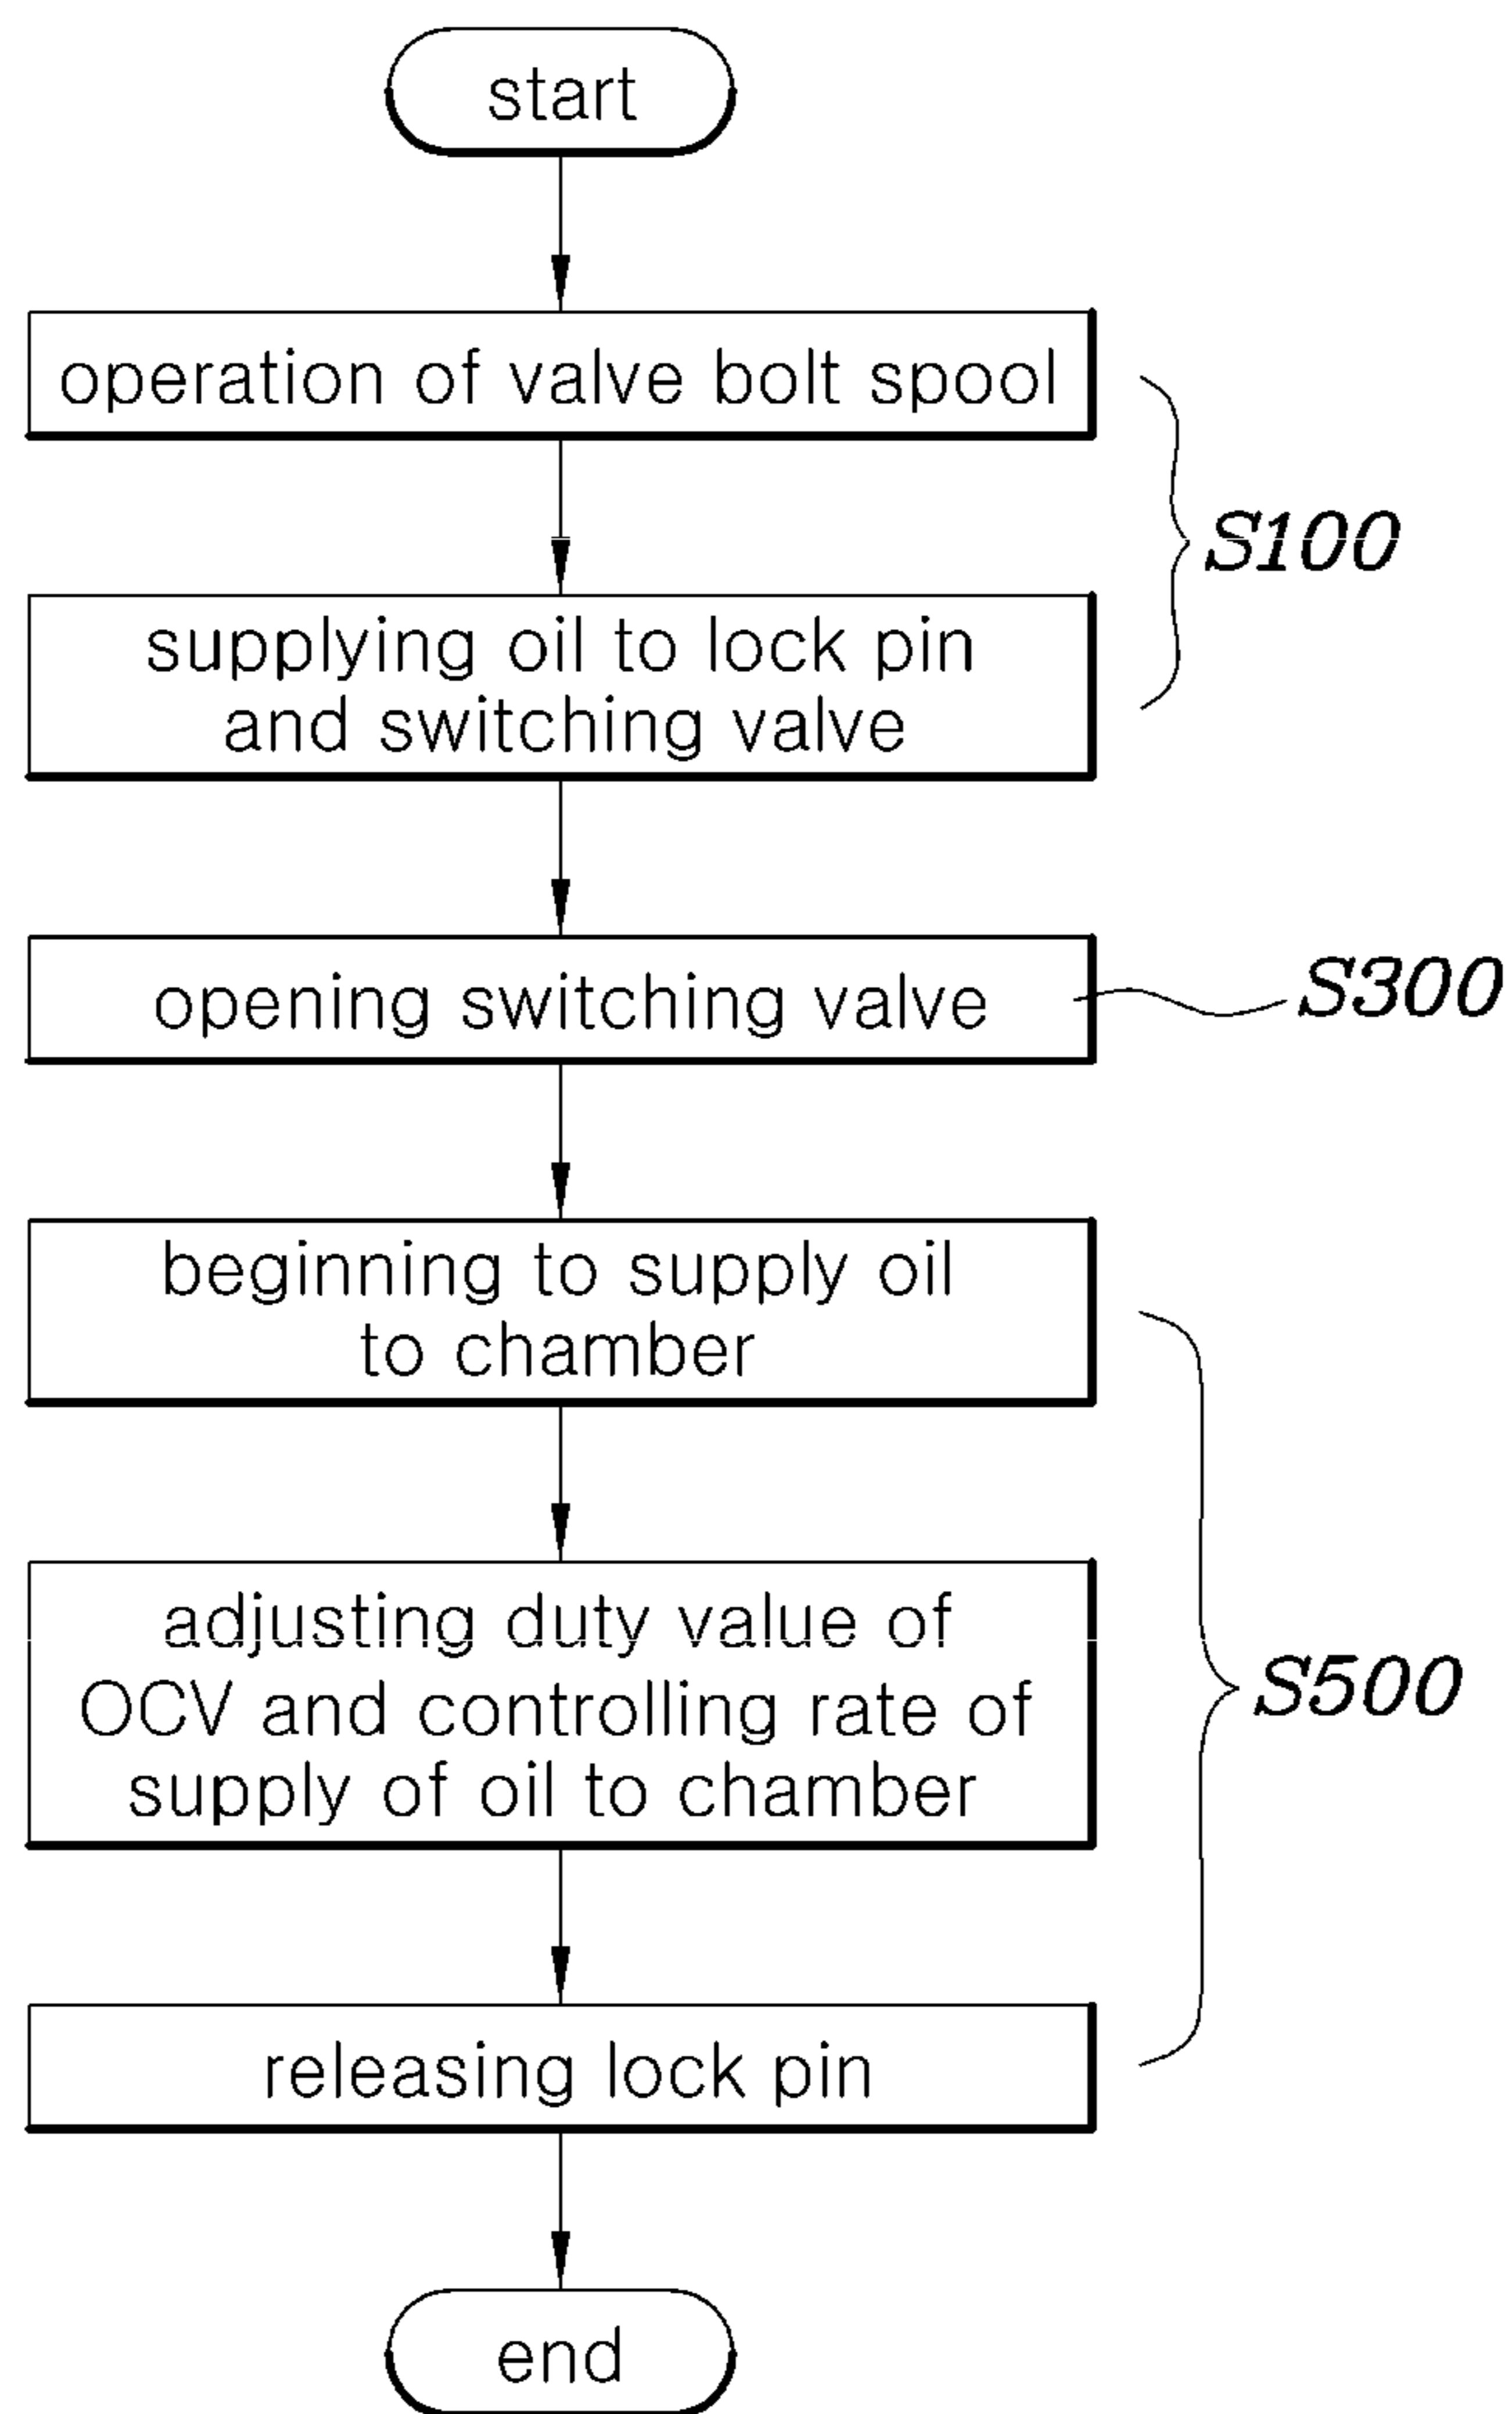 start
operation of valve bolt spool
S100
supplying oil to lock pin
and switching valve
opening switching valve
S300
beginning to supply oil
to chamber
adjusting duty value of
OCV and controlling rate of
supply of oil to chamber
S500
releasing lock pin
end